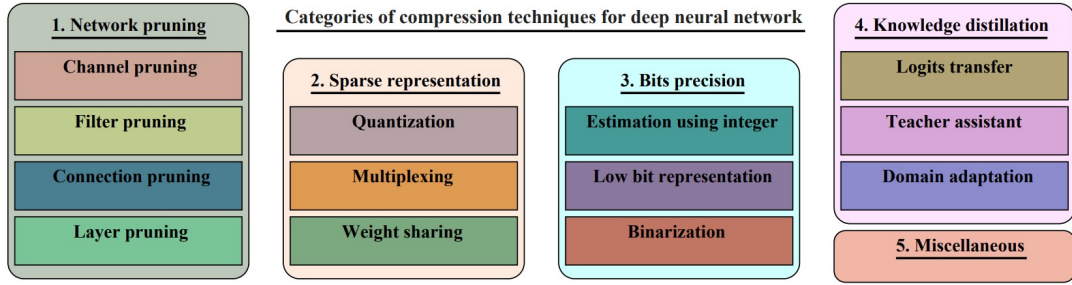 Categories of compression techniques for deep neural network
1. Network pruning
Channel pruning
Filter pruning
Connection pruning
Layer pruning
2. Sparse representation
Quantization
Multiplexing
Weight sharing
3. Bits precision
Estimation using integer
Low bit representation
Binarization
4. Knowledge distillation
Logits transfer
Teacher assistant
Domain adaptation
5. Miscellaneous